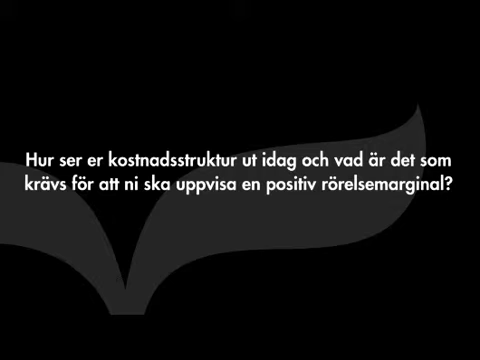 Hur ser er kostnadsstruktur ut idag och vad är det som
krävs för att ni ska uppvisa en positiv rörelsemarginal?